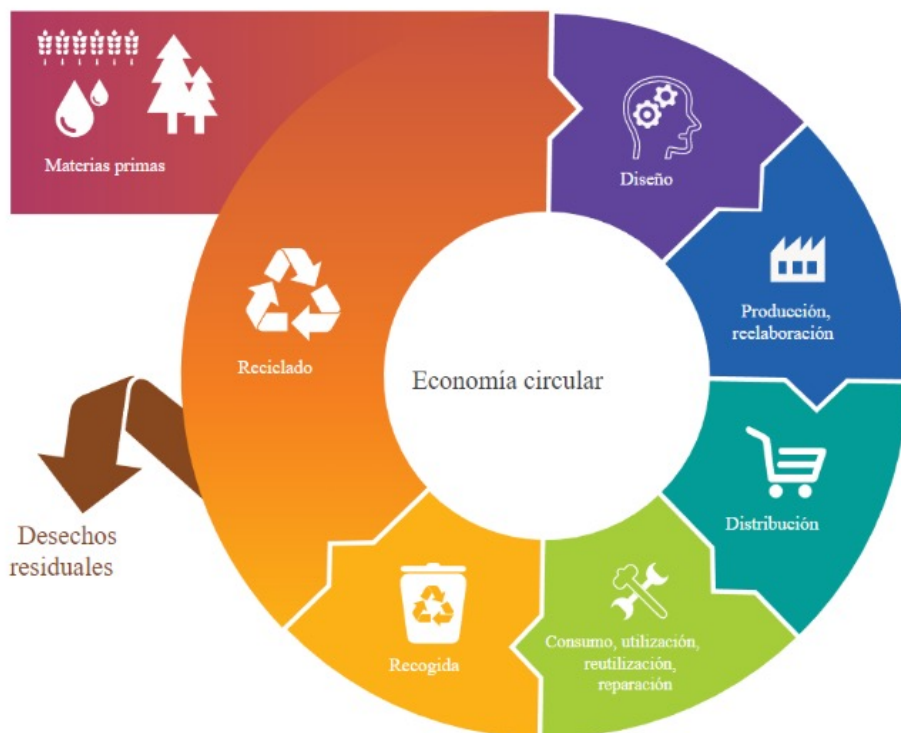 Materias primas
Diseño
Producción,
reelaboración
Reciclado
Economía circular
Distribución
Desechos
residuales
Consumo, utilización,
reutilización,
reparación
Recogida